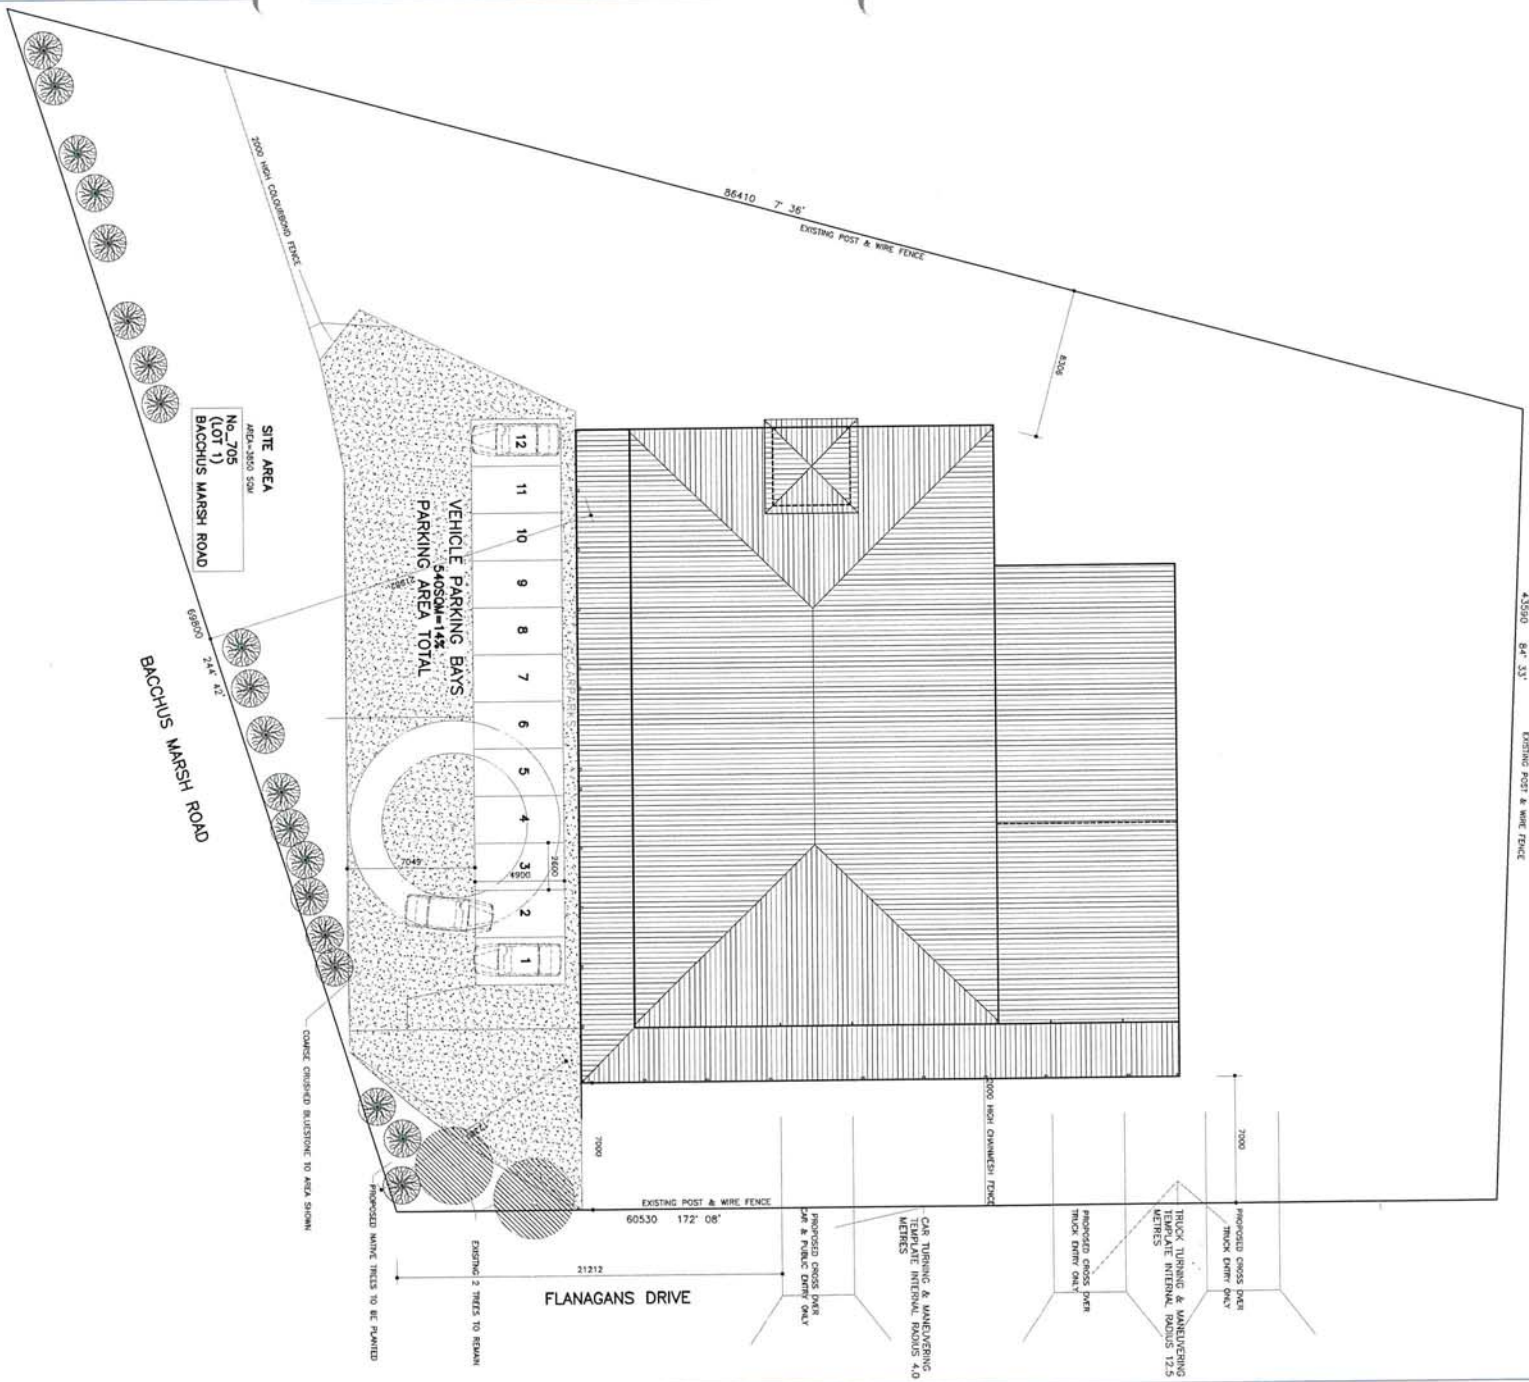 86410 7° 36'
EXISTING POST & WIRE FENCE
2000 HIGH COLOURBOND FENCE
8306
43590 84° 33'
EXISTING POST & WIRE FENCE
SITE AREA
AREA=3850 SQM
No_705
(LOT 1)
BACCHUS MARSH ROAD
VEHICLE PARKING BAYS
540SQM=14%
PARKING AREA TOTAL
CARPARKS
12
11
10
9
8
7
6
5
4
3
2
1
21982
2600
4900
7049
69800 244° 42'
BACCHUS MARSH ROAD
COARSE CRUSHED BLUESTONE TO AREA SHOWN
PROPOSED NATIVE TREES TO BE PLANTED
EXISTING 2 TREES TO REMAIN
7000
2000 HIGH CHAINMESH FENCE
7000
EXISTING POST & WIRE FENCE
60530 172° 08'
21212
FLANAGANS DRIVE
PROPOSED CROSS OVER
CAR & PUBLIC ENTRY ONLY
CAR TURNING & MANEUVERING
TEMPLATE INTERNAL RADIUS 4.0
METRES
PROPOSED CROSS OVER
TRUCK ENTRY ONLY
TRUCK TURNING & MANEUVERING
TEMPLATE INTERNAL RADIUS 12.5
METRES
PROPOSED CROSS OVER
TRUCK ENTRY ONLY